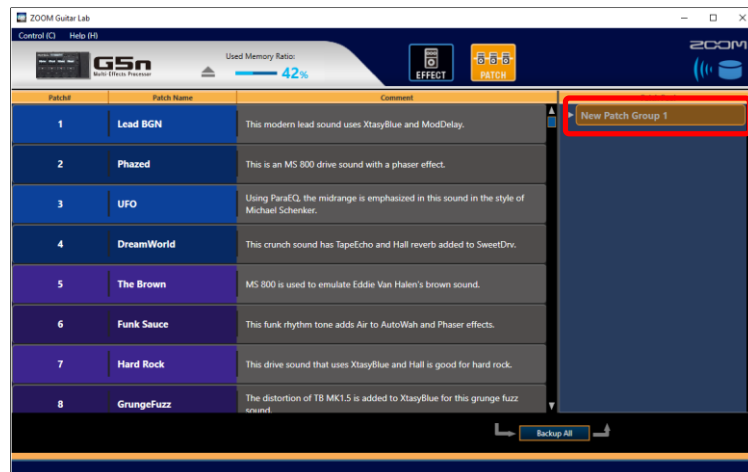 ZOOM Guitar Lab
Control (C) Help (H)
G5n
Multi-Effects Processor
Used Memory Ratio:
42%
EFFECT
PATCH
ZOOM
Patch# Patch Name Comment
New Patch Group 1
1 Lead BGN This modern lead sound uses XtasyBlue and ModDelay.
2 Phazed This is an MS 800 drive sound with a phaser effect.
3 UFO Using ParaEQ, the midrange is emphasized in this sound in the style of
Michael Schenker.
4 DreamWorld This crunch sound has TapeEcho and Hall reverb added to SweetDrv.
5 The Brown MS 800 is used to emulate Eddie Van Halen's brown sound.
6 Funk Sauce This funk rhythm tone adds Air to AutoWah and Phaser effects.
7 Hard Rock This drive sound that uses XtasyBlue and Hall is good for hard rock.
8 GrungeFuzz The distortion of TB MK1.5 is added to XtasyBlue for this grunge fuzz
sound.
Backup All